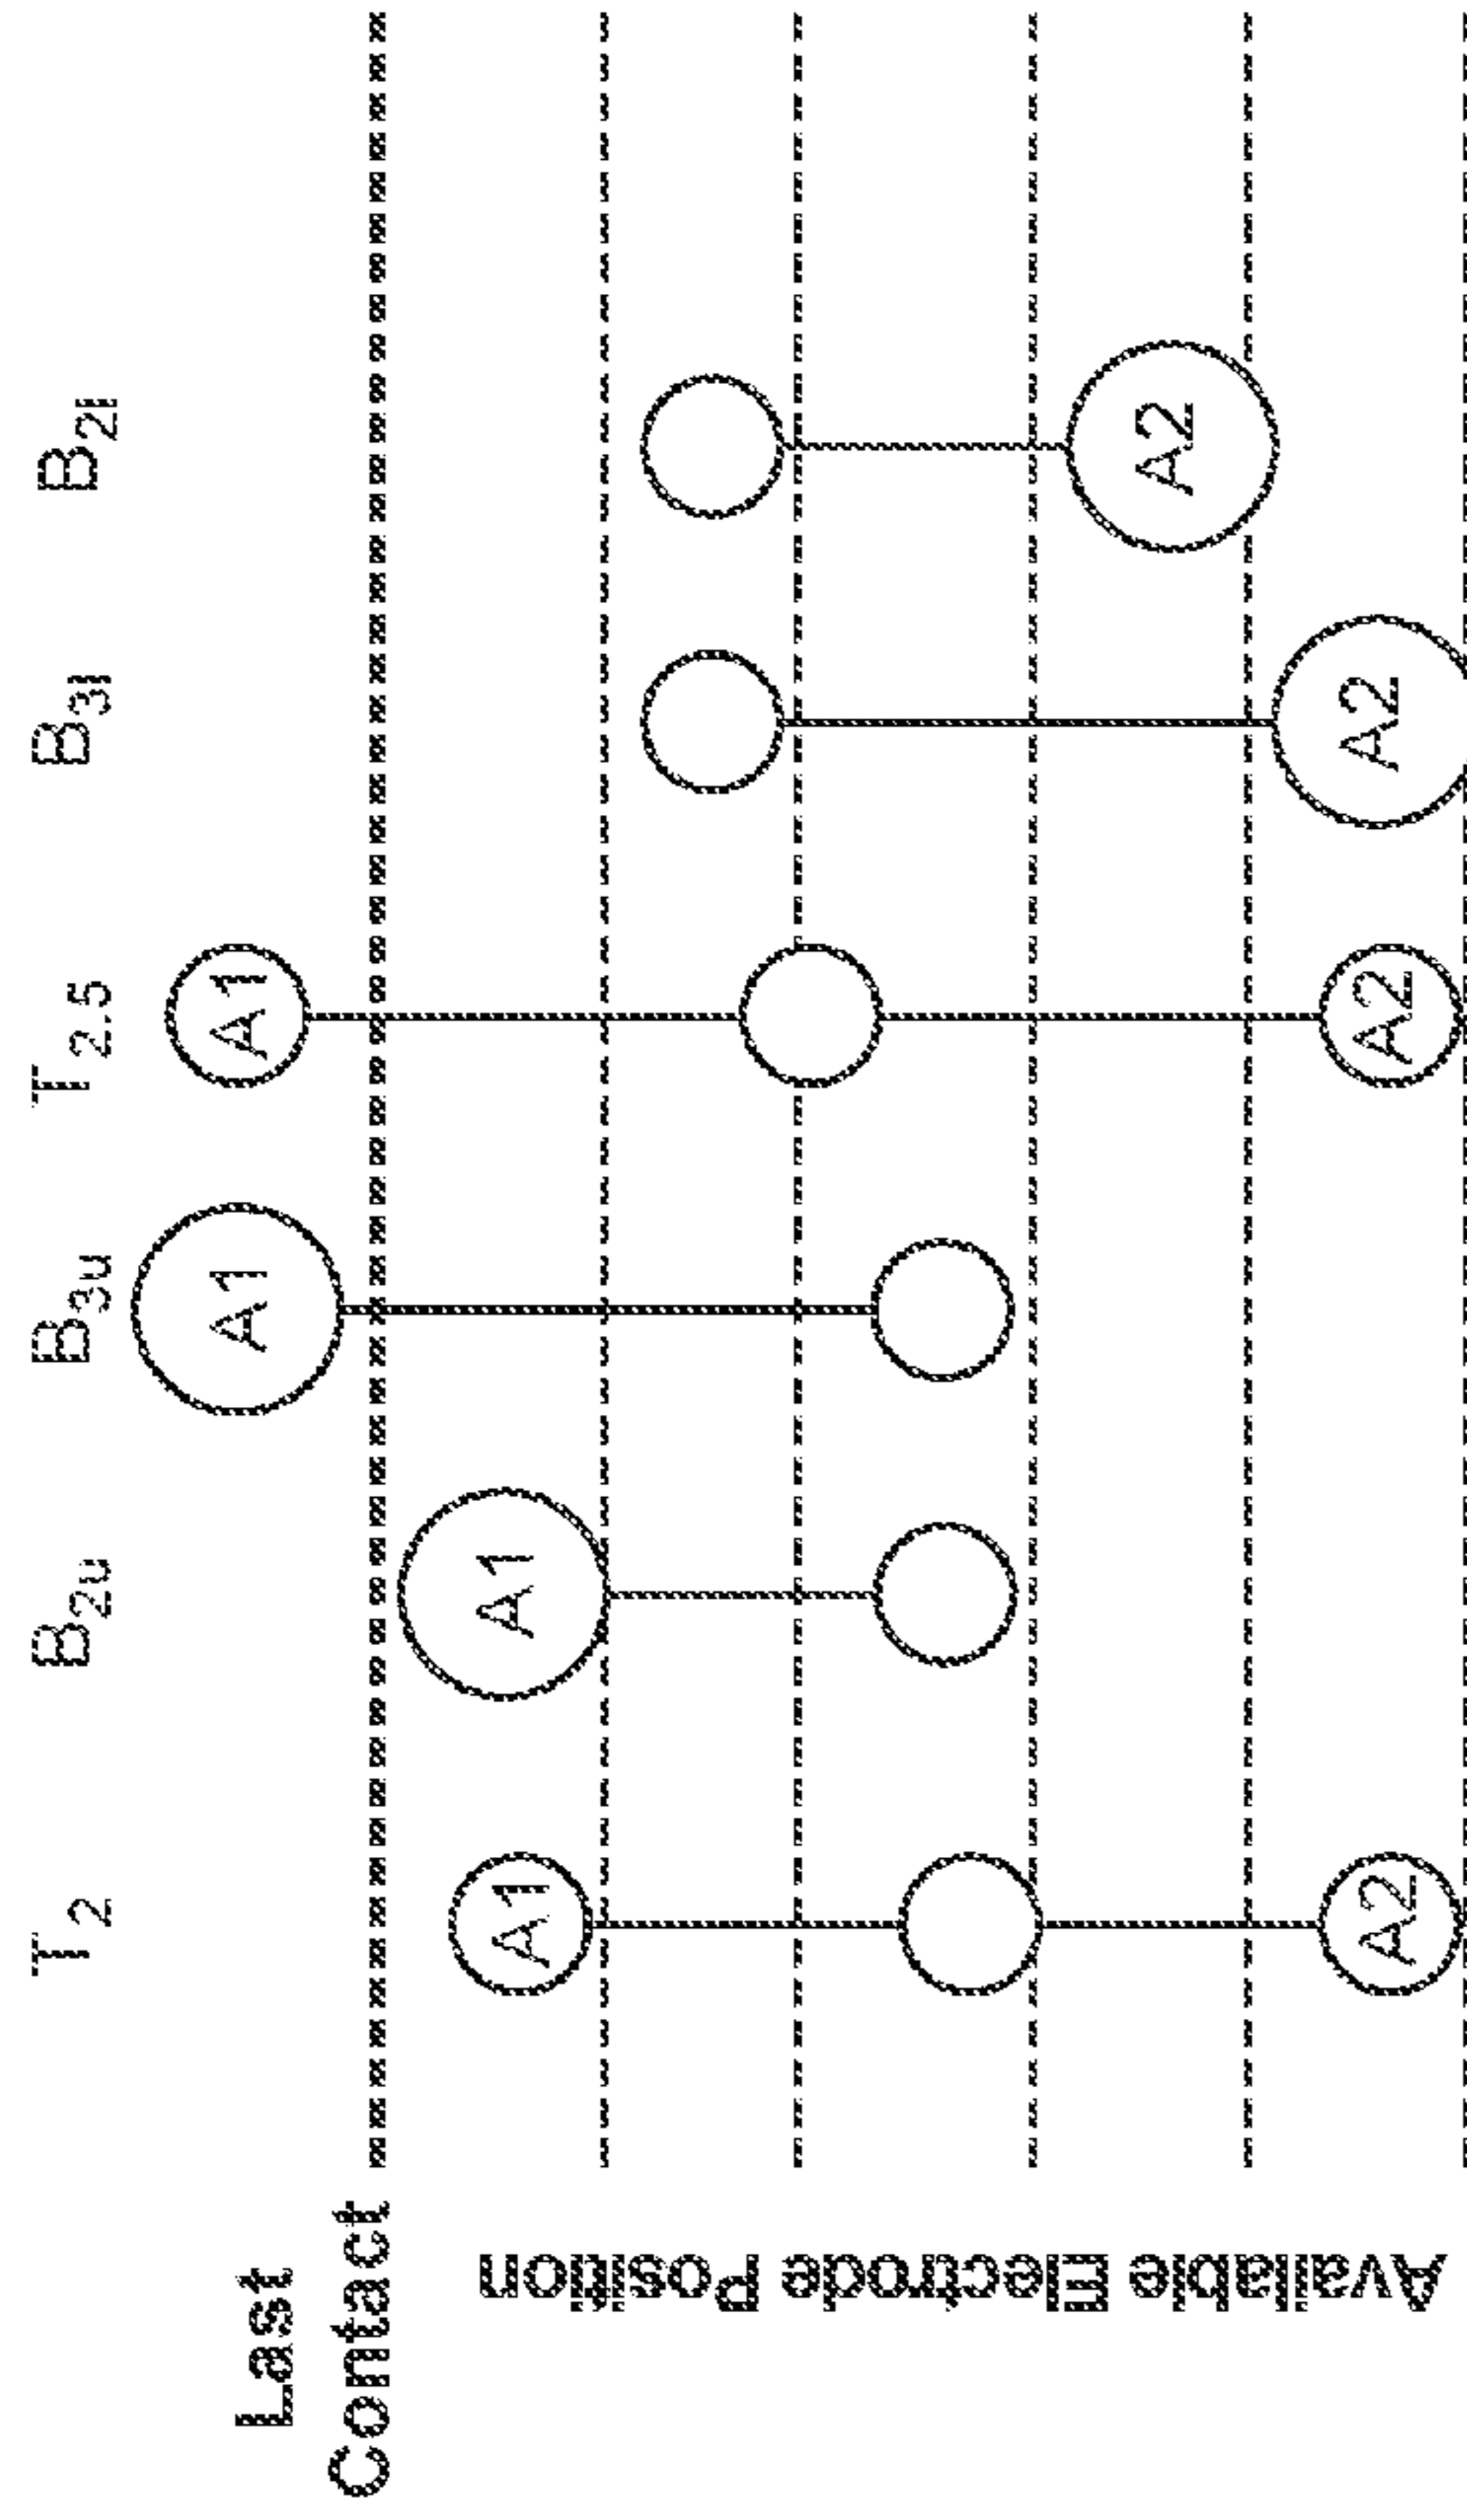 T2 B2u B3u T2.5 B3l B2l
Last
Contact
A1 A1
A1 A1
A2
A2 A2 A2
Available Electrode Position